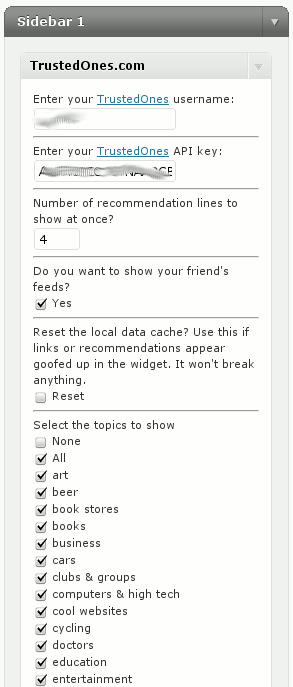 Sidebar 1
TrustedOnes.com
Enter your TrustedOnes username:
Enter your TrustedOnes API key:
Number of recommendation lines to
show at once?
4
Do you want to show your friend's
feeds?
Yes
Reset the local data cache? Use this if
links or recommendations appear
goofed up in the widget. It won't break
anything.
Reset
Select the topics to show
None
All
art
beer
book stores
books
business
cars
clubs & groups
computers & high tech
cool websites
cycling
doctors
education
entertainment